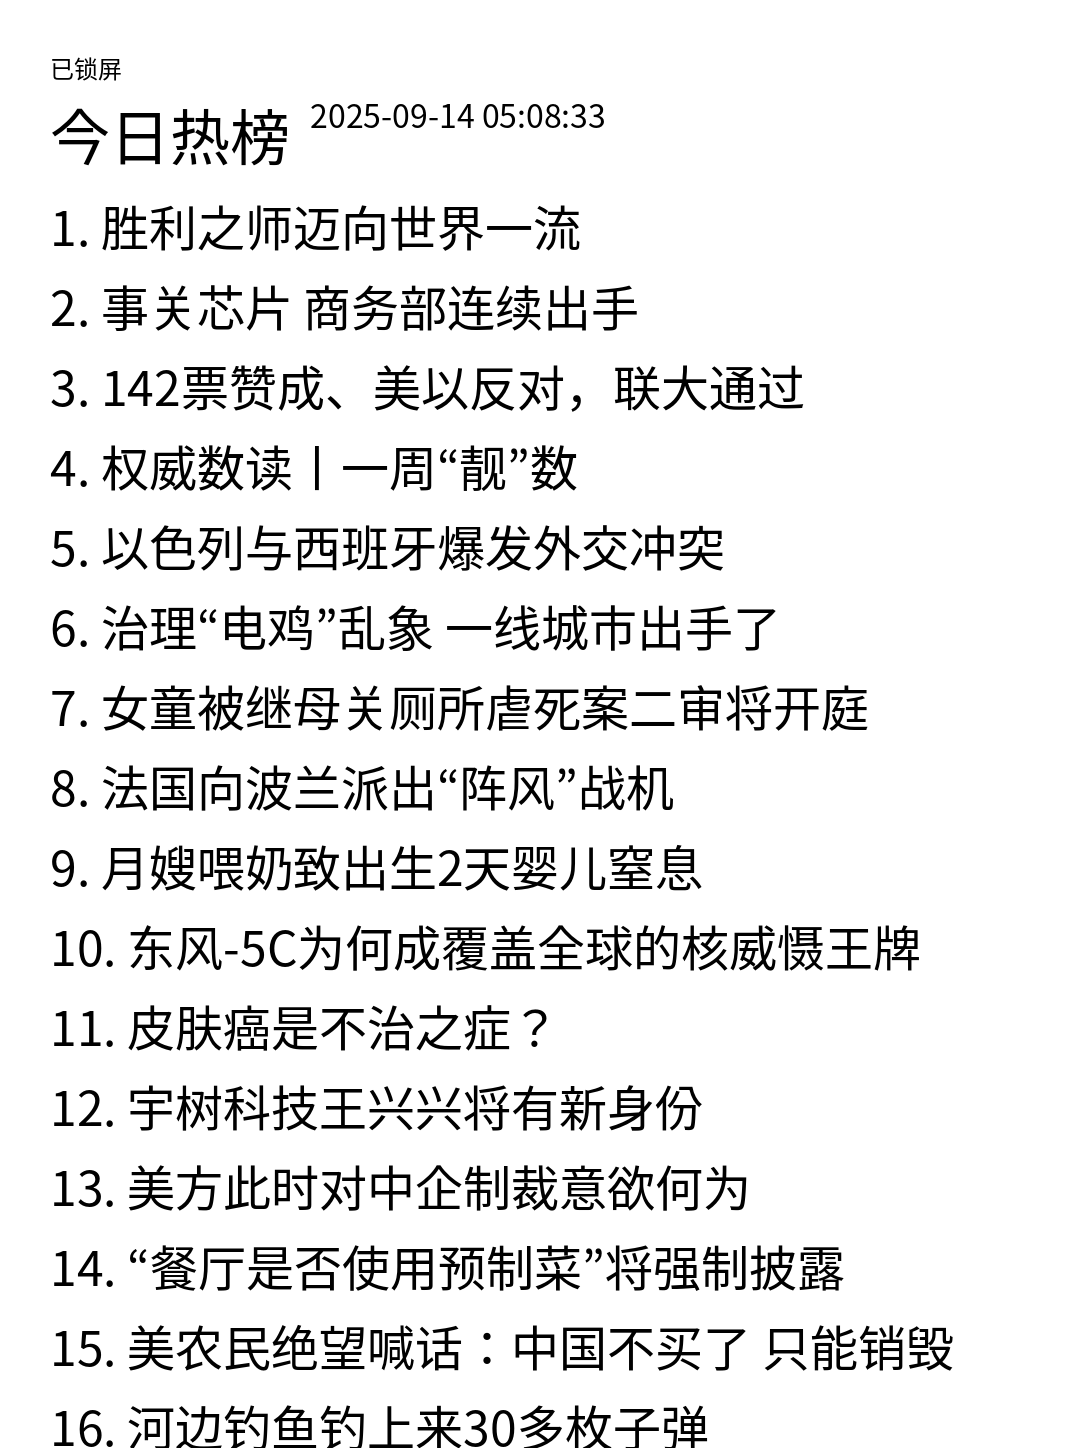 已锁屏
今日热榜 2025-09-14 05:08:33
1. 胜利之师迈向世界一流
2. 事关芯片 商务部连续出手
3. 142票赞成、美以反对，联大通过
4. 权威数读丨一周“靓”数
5. 以色列与西班牙爆发外交冲突
6. 治理“电鸡”乱象 一线城市出手了
7. 女童被继母关厕所虐死案二审将开庭
8. 法国向波兰派出“阵风”战机
9. 月嫂喂奶致出生2天婴儿窒息
10. 东风-5C为何成覆盖全球的核威慑王牌
11. 皮肤癌是不治之症？
12. 宇树科技王兴兴将有新身份
13. 美方此时对中企制裁意欲何为
14. “餐厅是否使用预制菜”将强制披露
15. 美农民绝望喊话：中国不买了 只能销毁
16. 河边钓鱼钓上来30多枚子弹